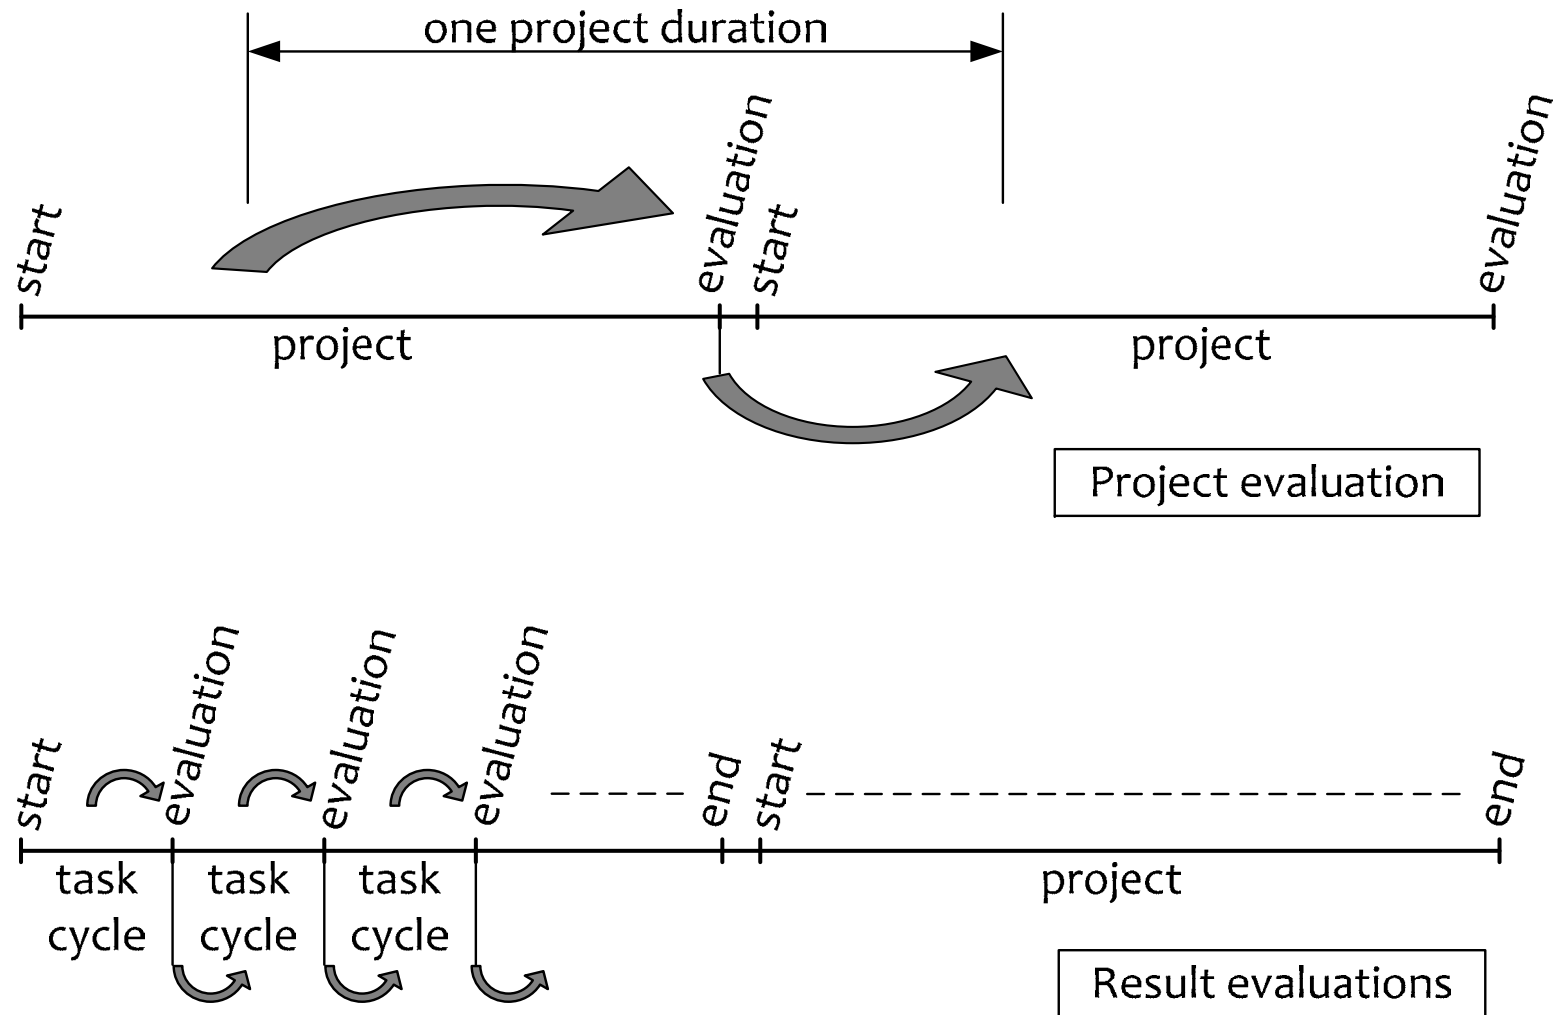 one project duration
start
evaluation
start
evaluation
project
project
Project evaluation
start
evaluation
evaluation
evaluation
end
start
end
task
cycle
task
cycle
task
cycle
project
Result evaluations